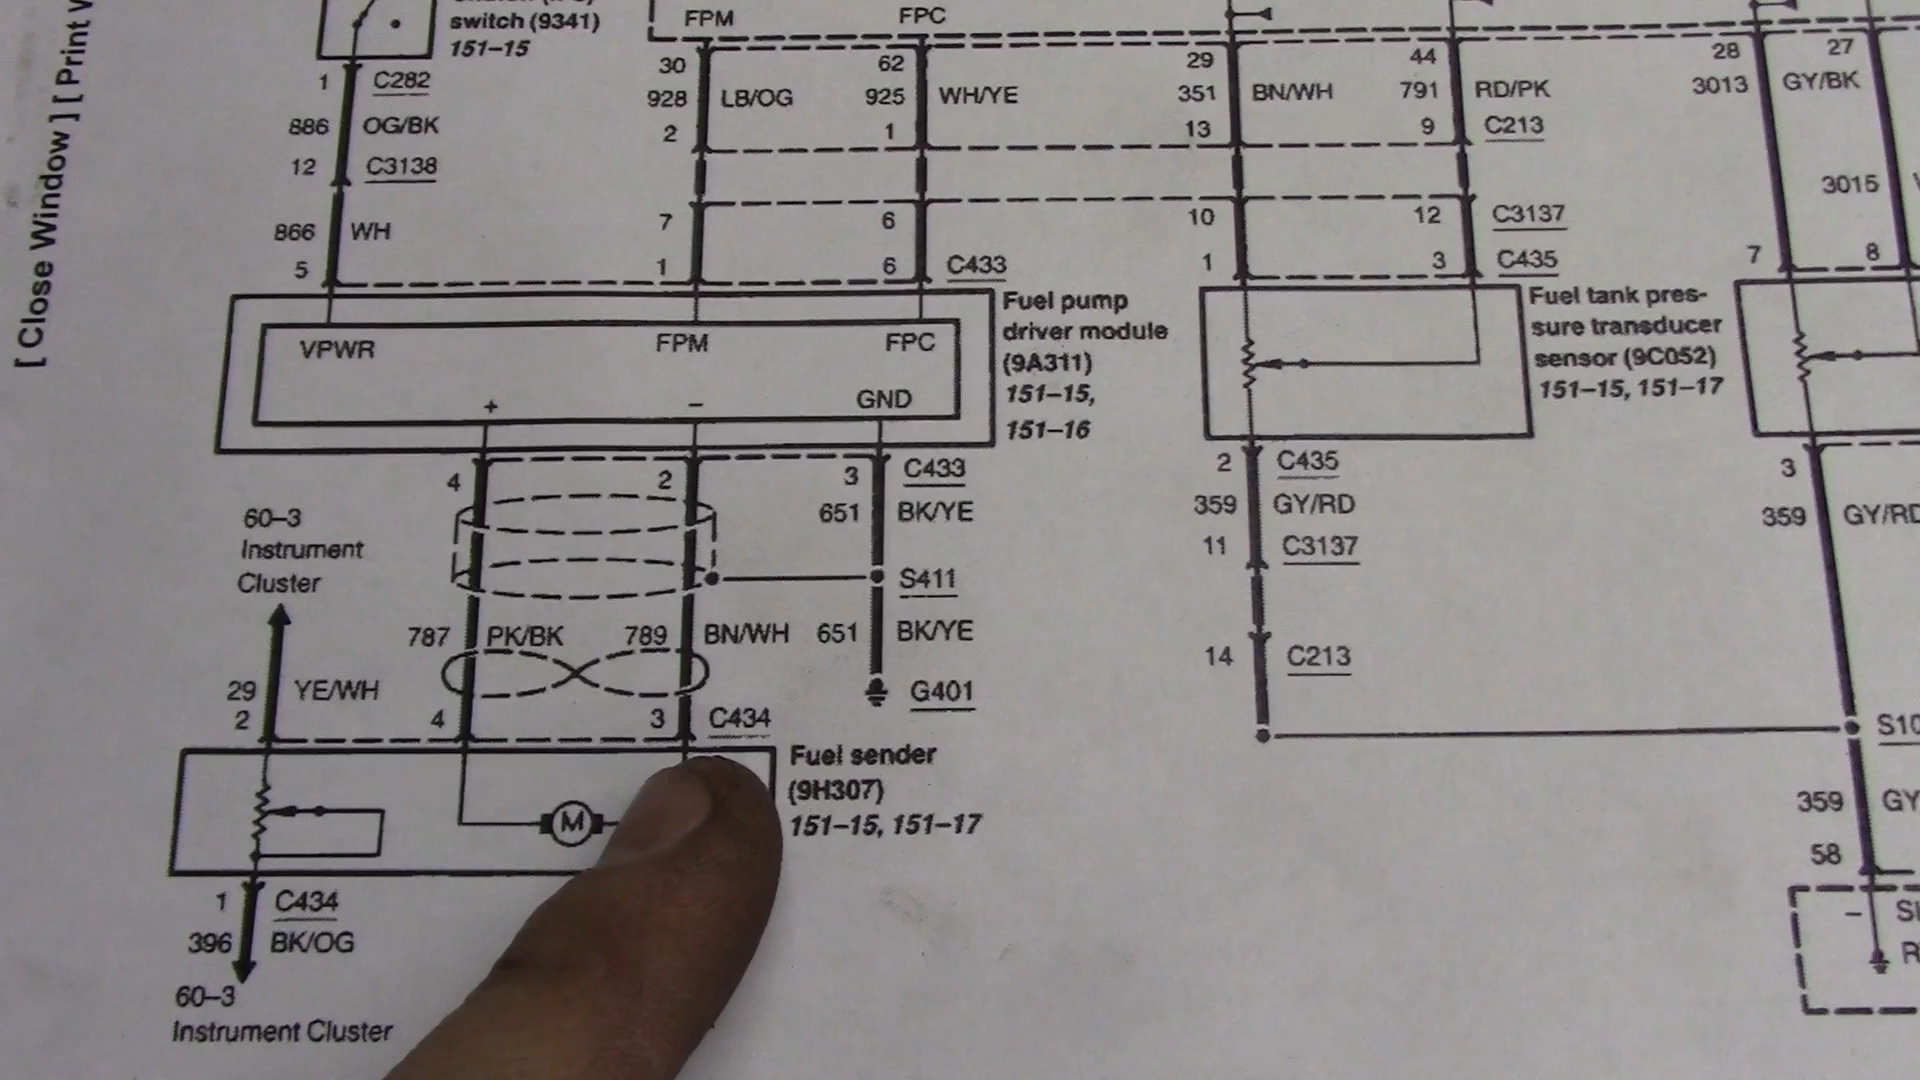 [ Close Window ] [ Print
switch (9341)
151–15
1 C282
886 OG/BK
12 C3138
866 WH
5
FPM
FPC
30
928 LB/OG
2
62
925 WH/YE
1
29
351 BN/WH
13
44
791 RD/PK
9 C213
28
3013 GY/BK
27
3015
7
6
10
12 C3137
1
6 C433
1
3 C435
7
8
VPWR
FPM
FPC
+
–
GND
Fuel pump
driver module
(9A311)
151–15,
151–16
Fuel tank pres-
sure transducer
sensor (9C052)
151–15, 151–17
4
2
3 C433
651 BK/YE
S411
651 BK/YE
G401
60–3
Instrument
Cluster
787 PK/BK
789 BN/WH
29 YE/WH
2
4
3 C434
2 C435
359 GY/RD
11 C3137
14 C213
3
359 GY/RD
359
58
–
M
Fuel sender
(9H307)
151–15, 151–17
1 C434
396 BK/OG
60–3
Instrument Cluster